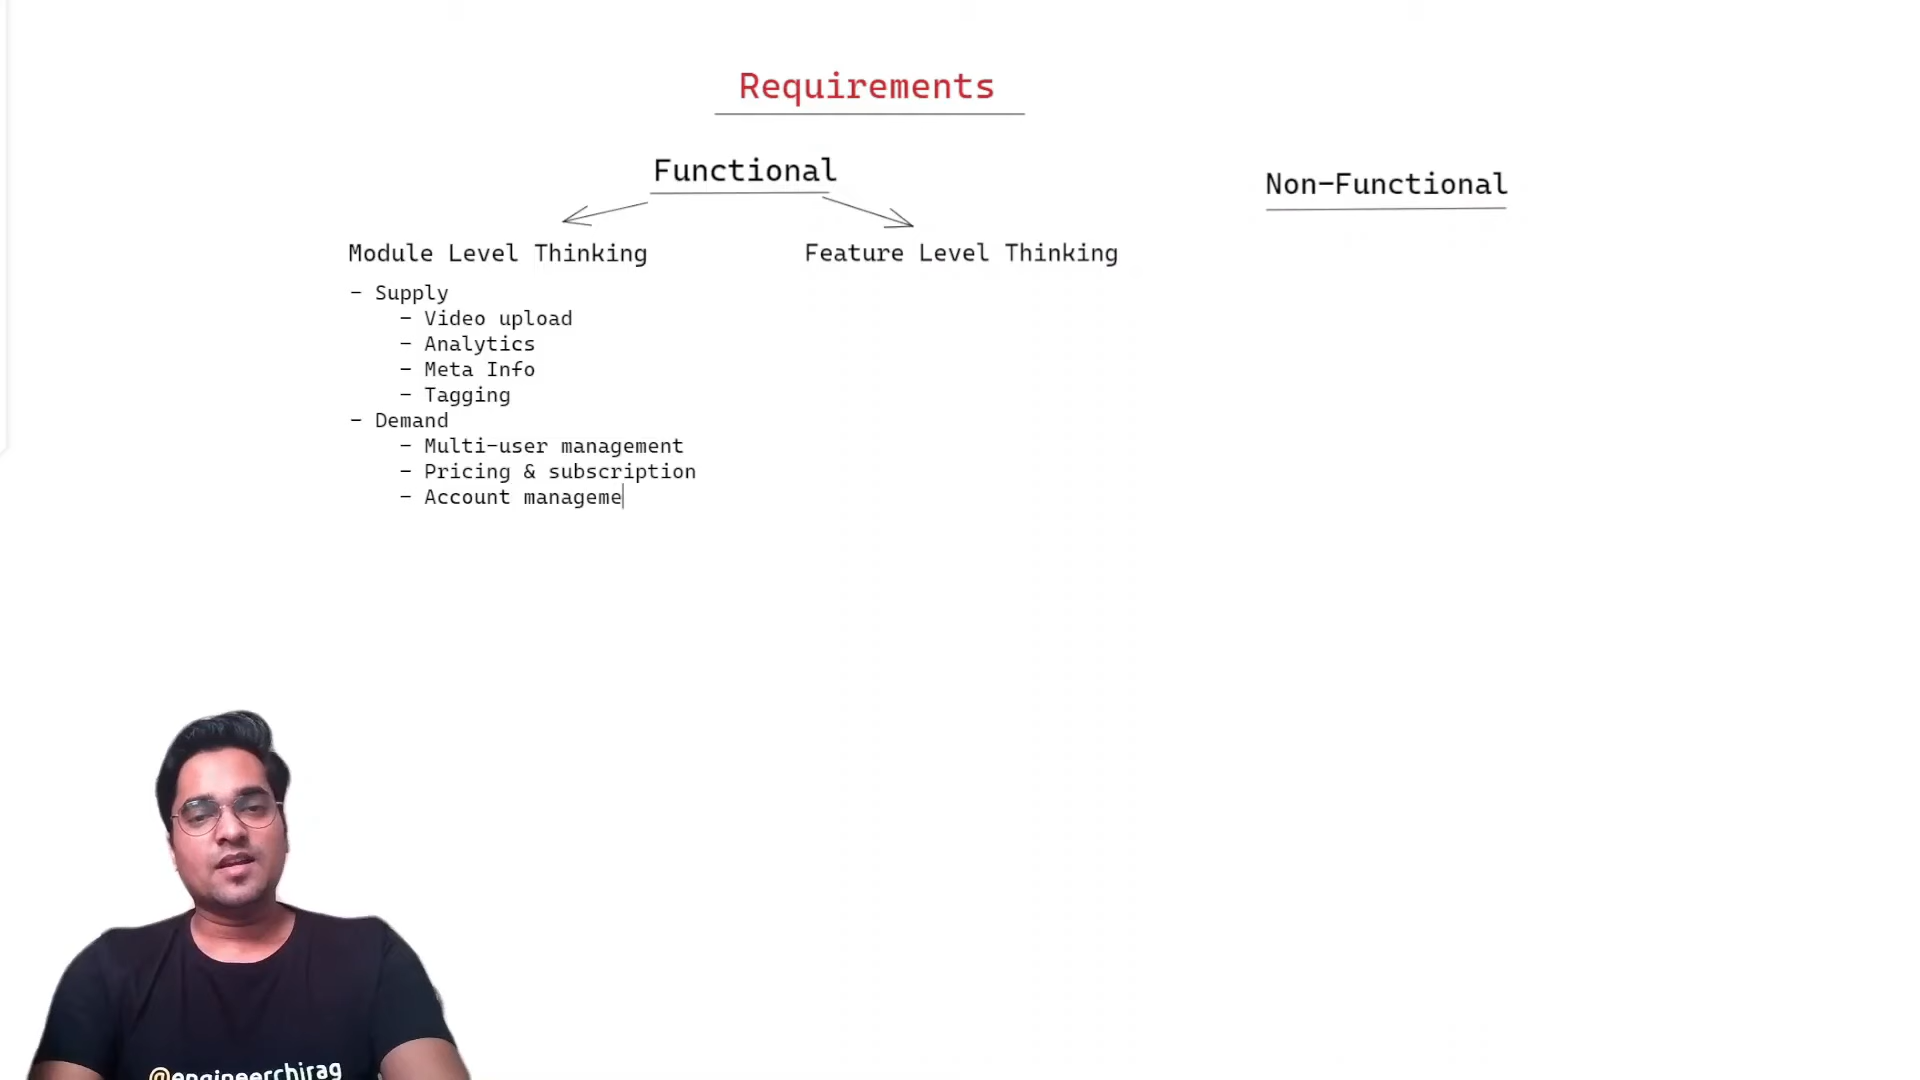 Requirements
Functional
Non-Functional
Module Level Thinking
Feature Level Thinking
- Supply
- Video upload
- Analytics
- Meta Info
- Tagging
- Demand
- Multi-user management
- Pricing & subscription
- Account manageme
@engineerchirag